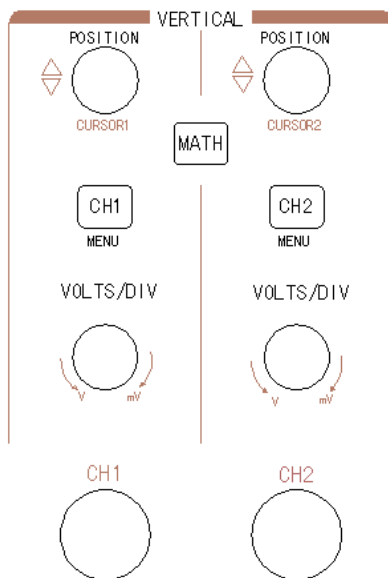 VERTICAL
POSITION POSITION
CURSOR1 CURSOR2
MATH
CH1 CH2
MENU MENU
VOLTS/DIV VOLTS/DIV
V mV V mV
CH1 CH2